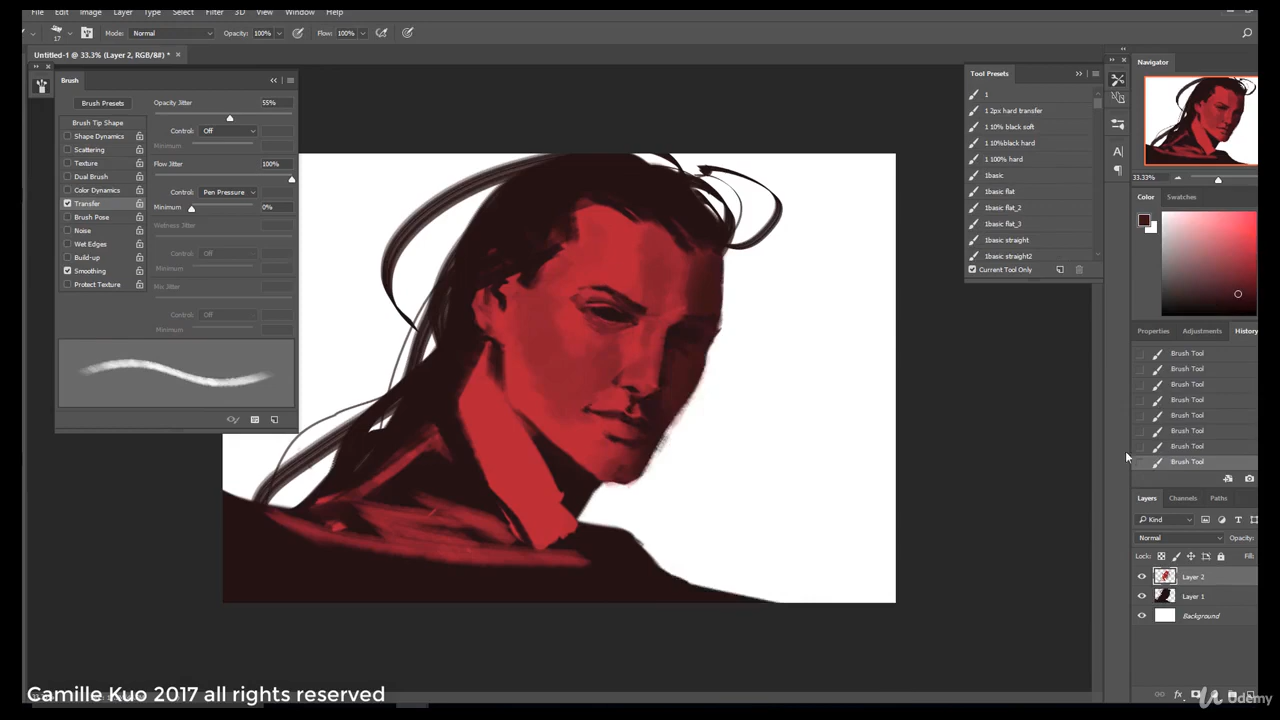 File Edit Image Layer Type Select Filter 3D View Window Help
17 Mode: Normal Opacity: 100% Flow: 100%
Untitled-1 @ 33.3% (Layer 2, RGB/8#) * ×
Brush
Brush Presets
Brush Tip Shape
Shape Dynamics
Scattering
Texture
Dual Brush
Color Dynamics
Transfer
Brush Pose
Noise
Wet Edges
Build-up
Smoothing
Protect Texture
Opacity Jitter 55%
Control: Off
Minimum
Flow Jitter 100%
Control: Pen Pressure
Minimum 0%
Wetness Jitter
Control: Off
Minimum
Mix Jitter
Control: Off
Minimum
Tool Presets
1
1 2px hard transfer
1 10% black soft
1 10%black hard
1 100% hard
1basic
1basic flat
1basic flat_2
1basic flat_3
1basic straight
1basic straight2
Current Tool Only
Navigator
33.33%
Color Swatches
Properties Adjustments History
Brush Tool
Brush Tool
Brush Tool
Brush Tool
Brush Tool
Brush Tool
Brush Tool
Brush Tool
Layers Channels Paths
Kind
Normal Opacity:
Lock: Fill:
Layer 2
Layer 1
Background
fx
Camille Kuo 2017 all rights reserved
Udemy